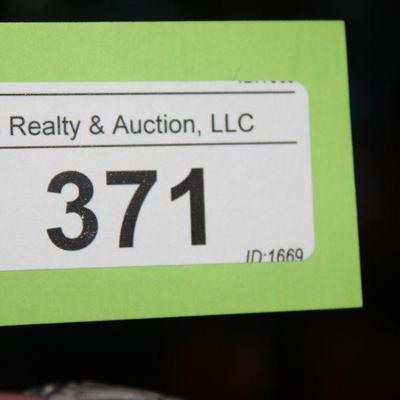 Realty & Auction, LLC
371
ID:1669